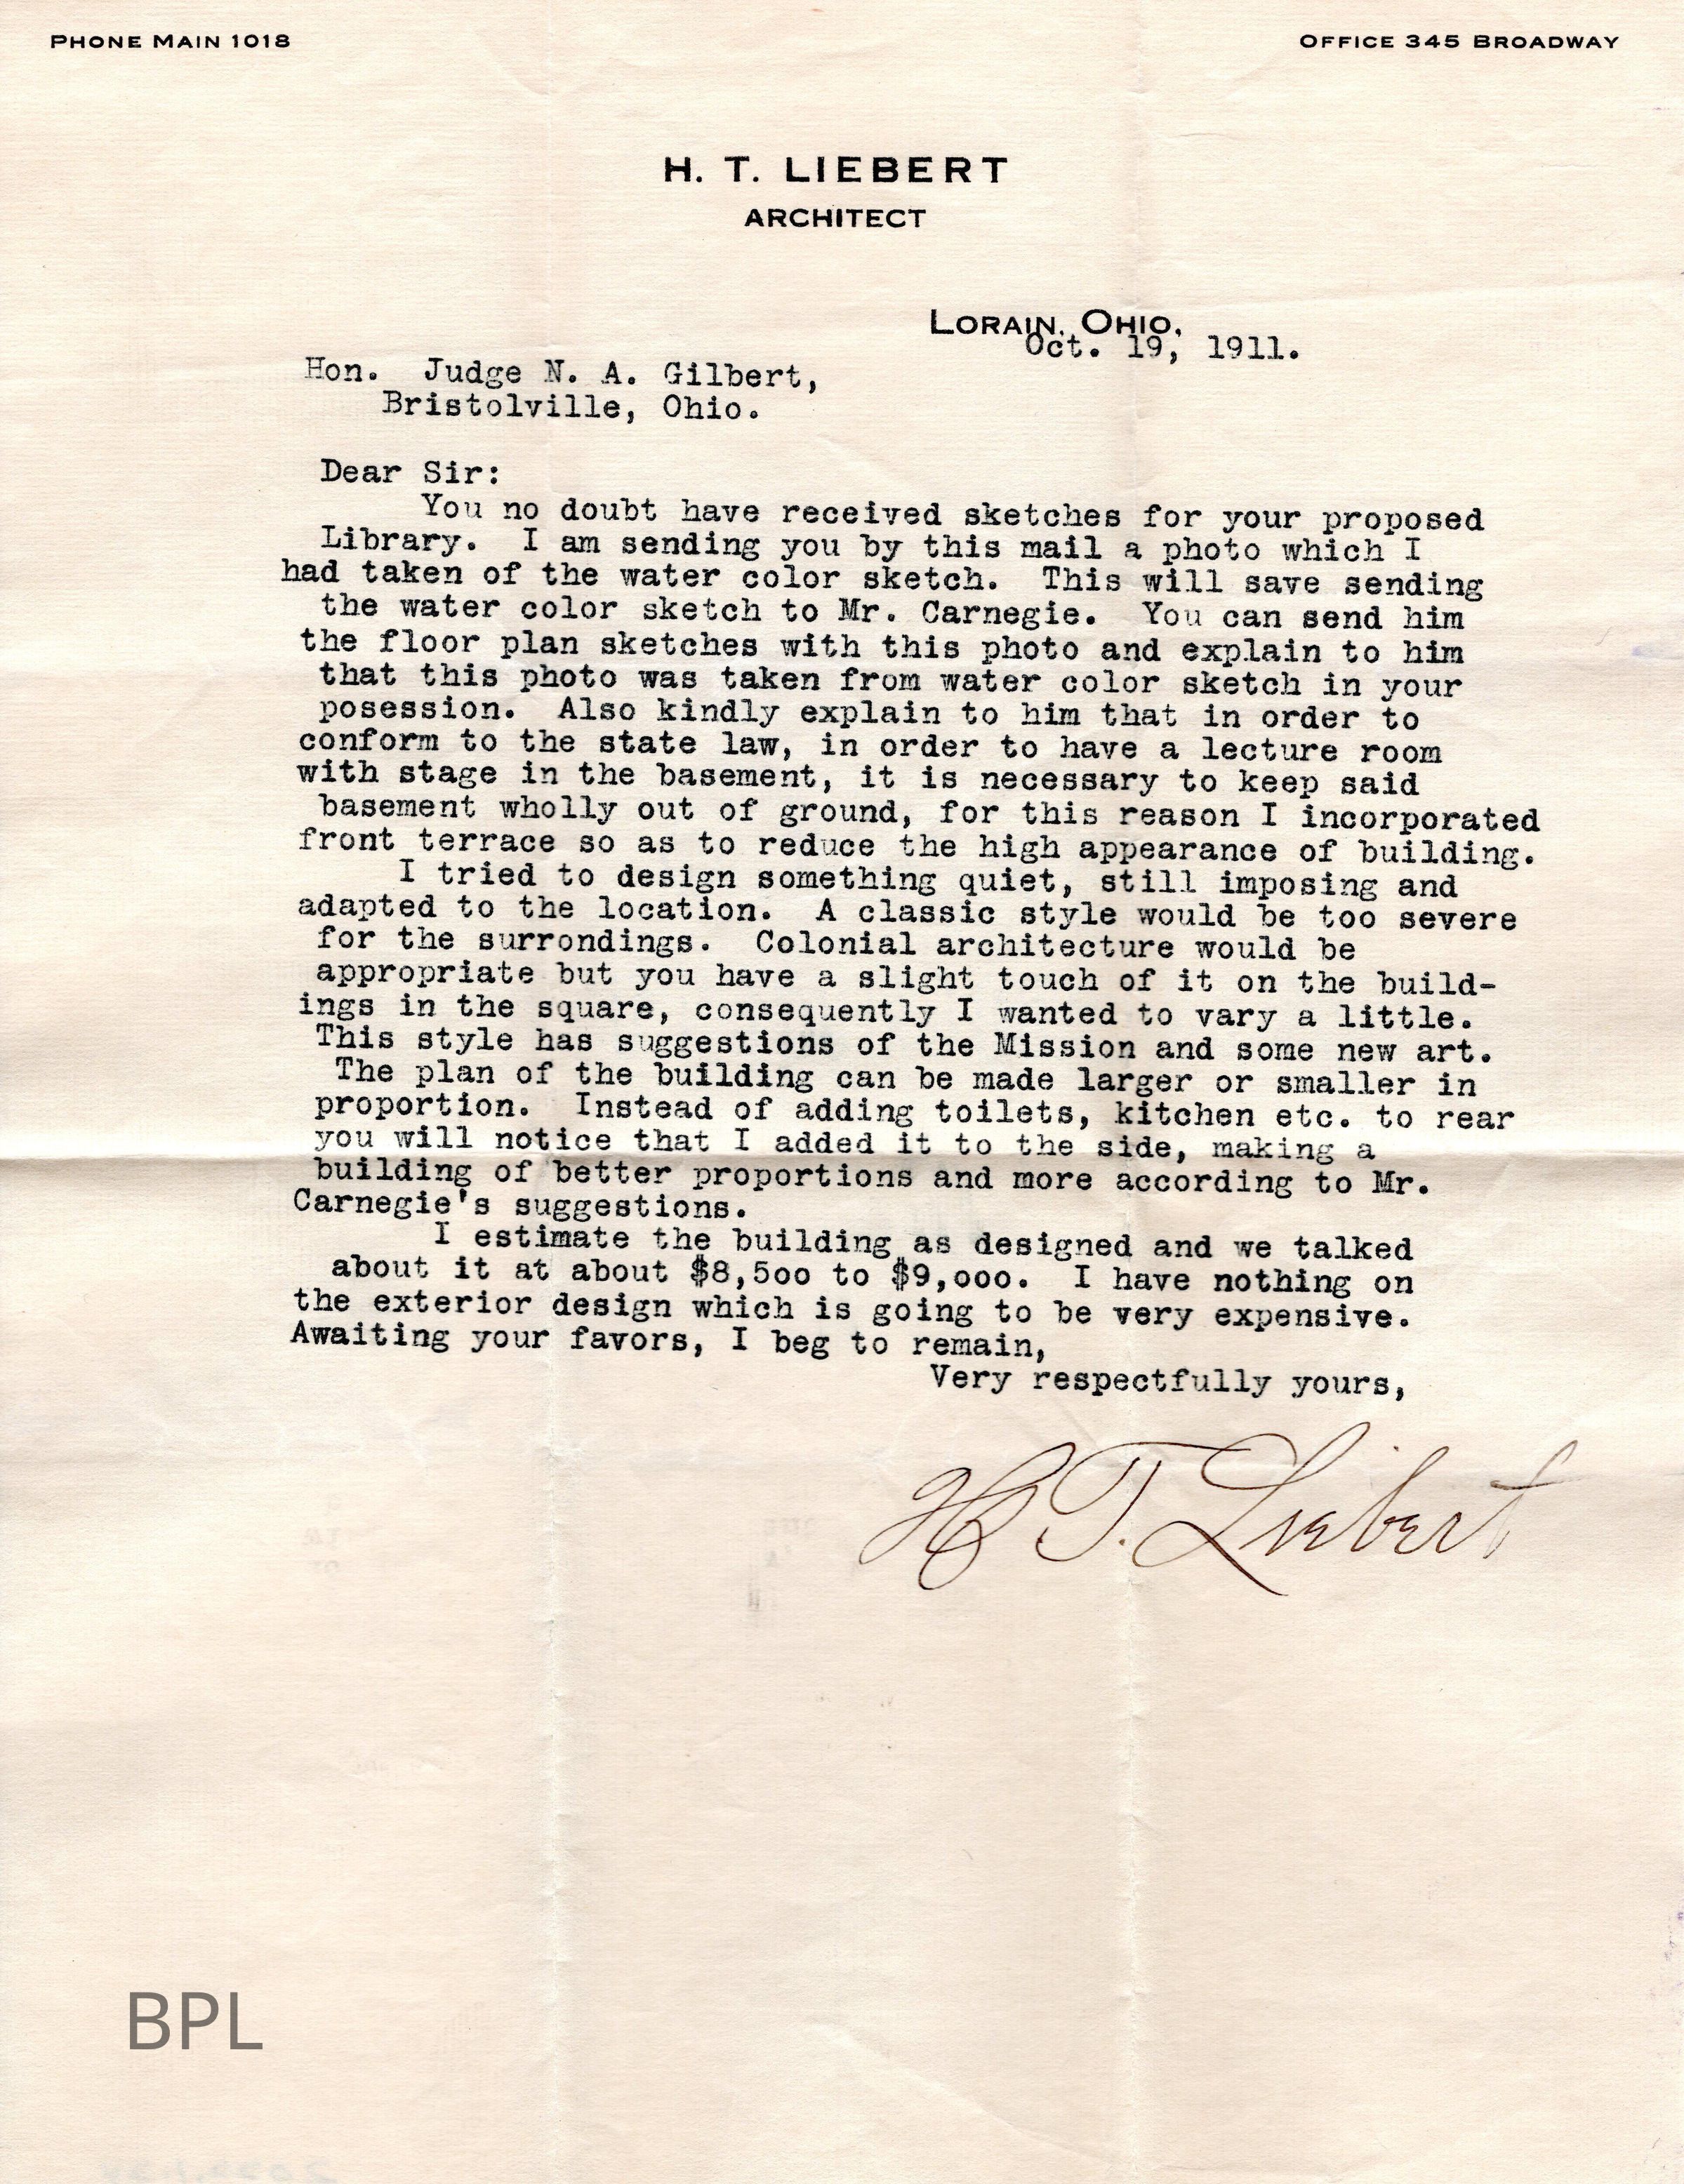 PHONE MAIN 1018
OFFICE 345 BROADWAY
H. T. LIEBERT
ARCHITECT
LORAIN, OHIO,
Oct. 19, 1911.
Hon. Judge N. A. Gilbert,
Bristolville, Ohio.
Dear Sir:
You no doubt have received sketches for your proposed
Library. I am sending you by this mail a photo which I
had taken of the water color sketch. This will save sending
the water color sketch to Mr. Carnegie. You can send him
the floor plan sketches with this photo and explain to him
that this photo was taken from water color sketch in your
posession. Also kindly explain to him that in order to
conform to the state law, in order to have a lecture room
with stage in the basement, it is necessary to keep said
basement wholly out of ground, for this reason I incorporated
front terrace so as to reduce the high appearance of building.
I tried to design something quiet, still imposing and
adapted to the location. A classic style would be too severe
for the surrondings. Colonial architecture would be
appropriate but you have a slight touch of it on the build-
ings in the square, consequently I wanted to vary a little.
This style has suggestions of the Mission and some new art.
The plan of the building can be made larger or smaller in
proportion. Instead of adding toilets, kitchen etc. to rear
you will notice that I added it to the side, making a
building of better proportions and more according to Mr.
Carnegie's suggestions.
I estimate the building as designed and we talked
about it at about $8,500 to $9,000. I have nothing on
the exterior design which is going to be very expensive.
Awaiting your favors, I beg to remain,
Very respectfully yours,
H. T. Liebert
BPL